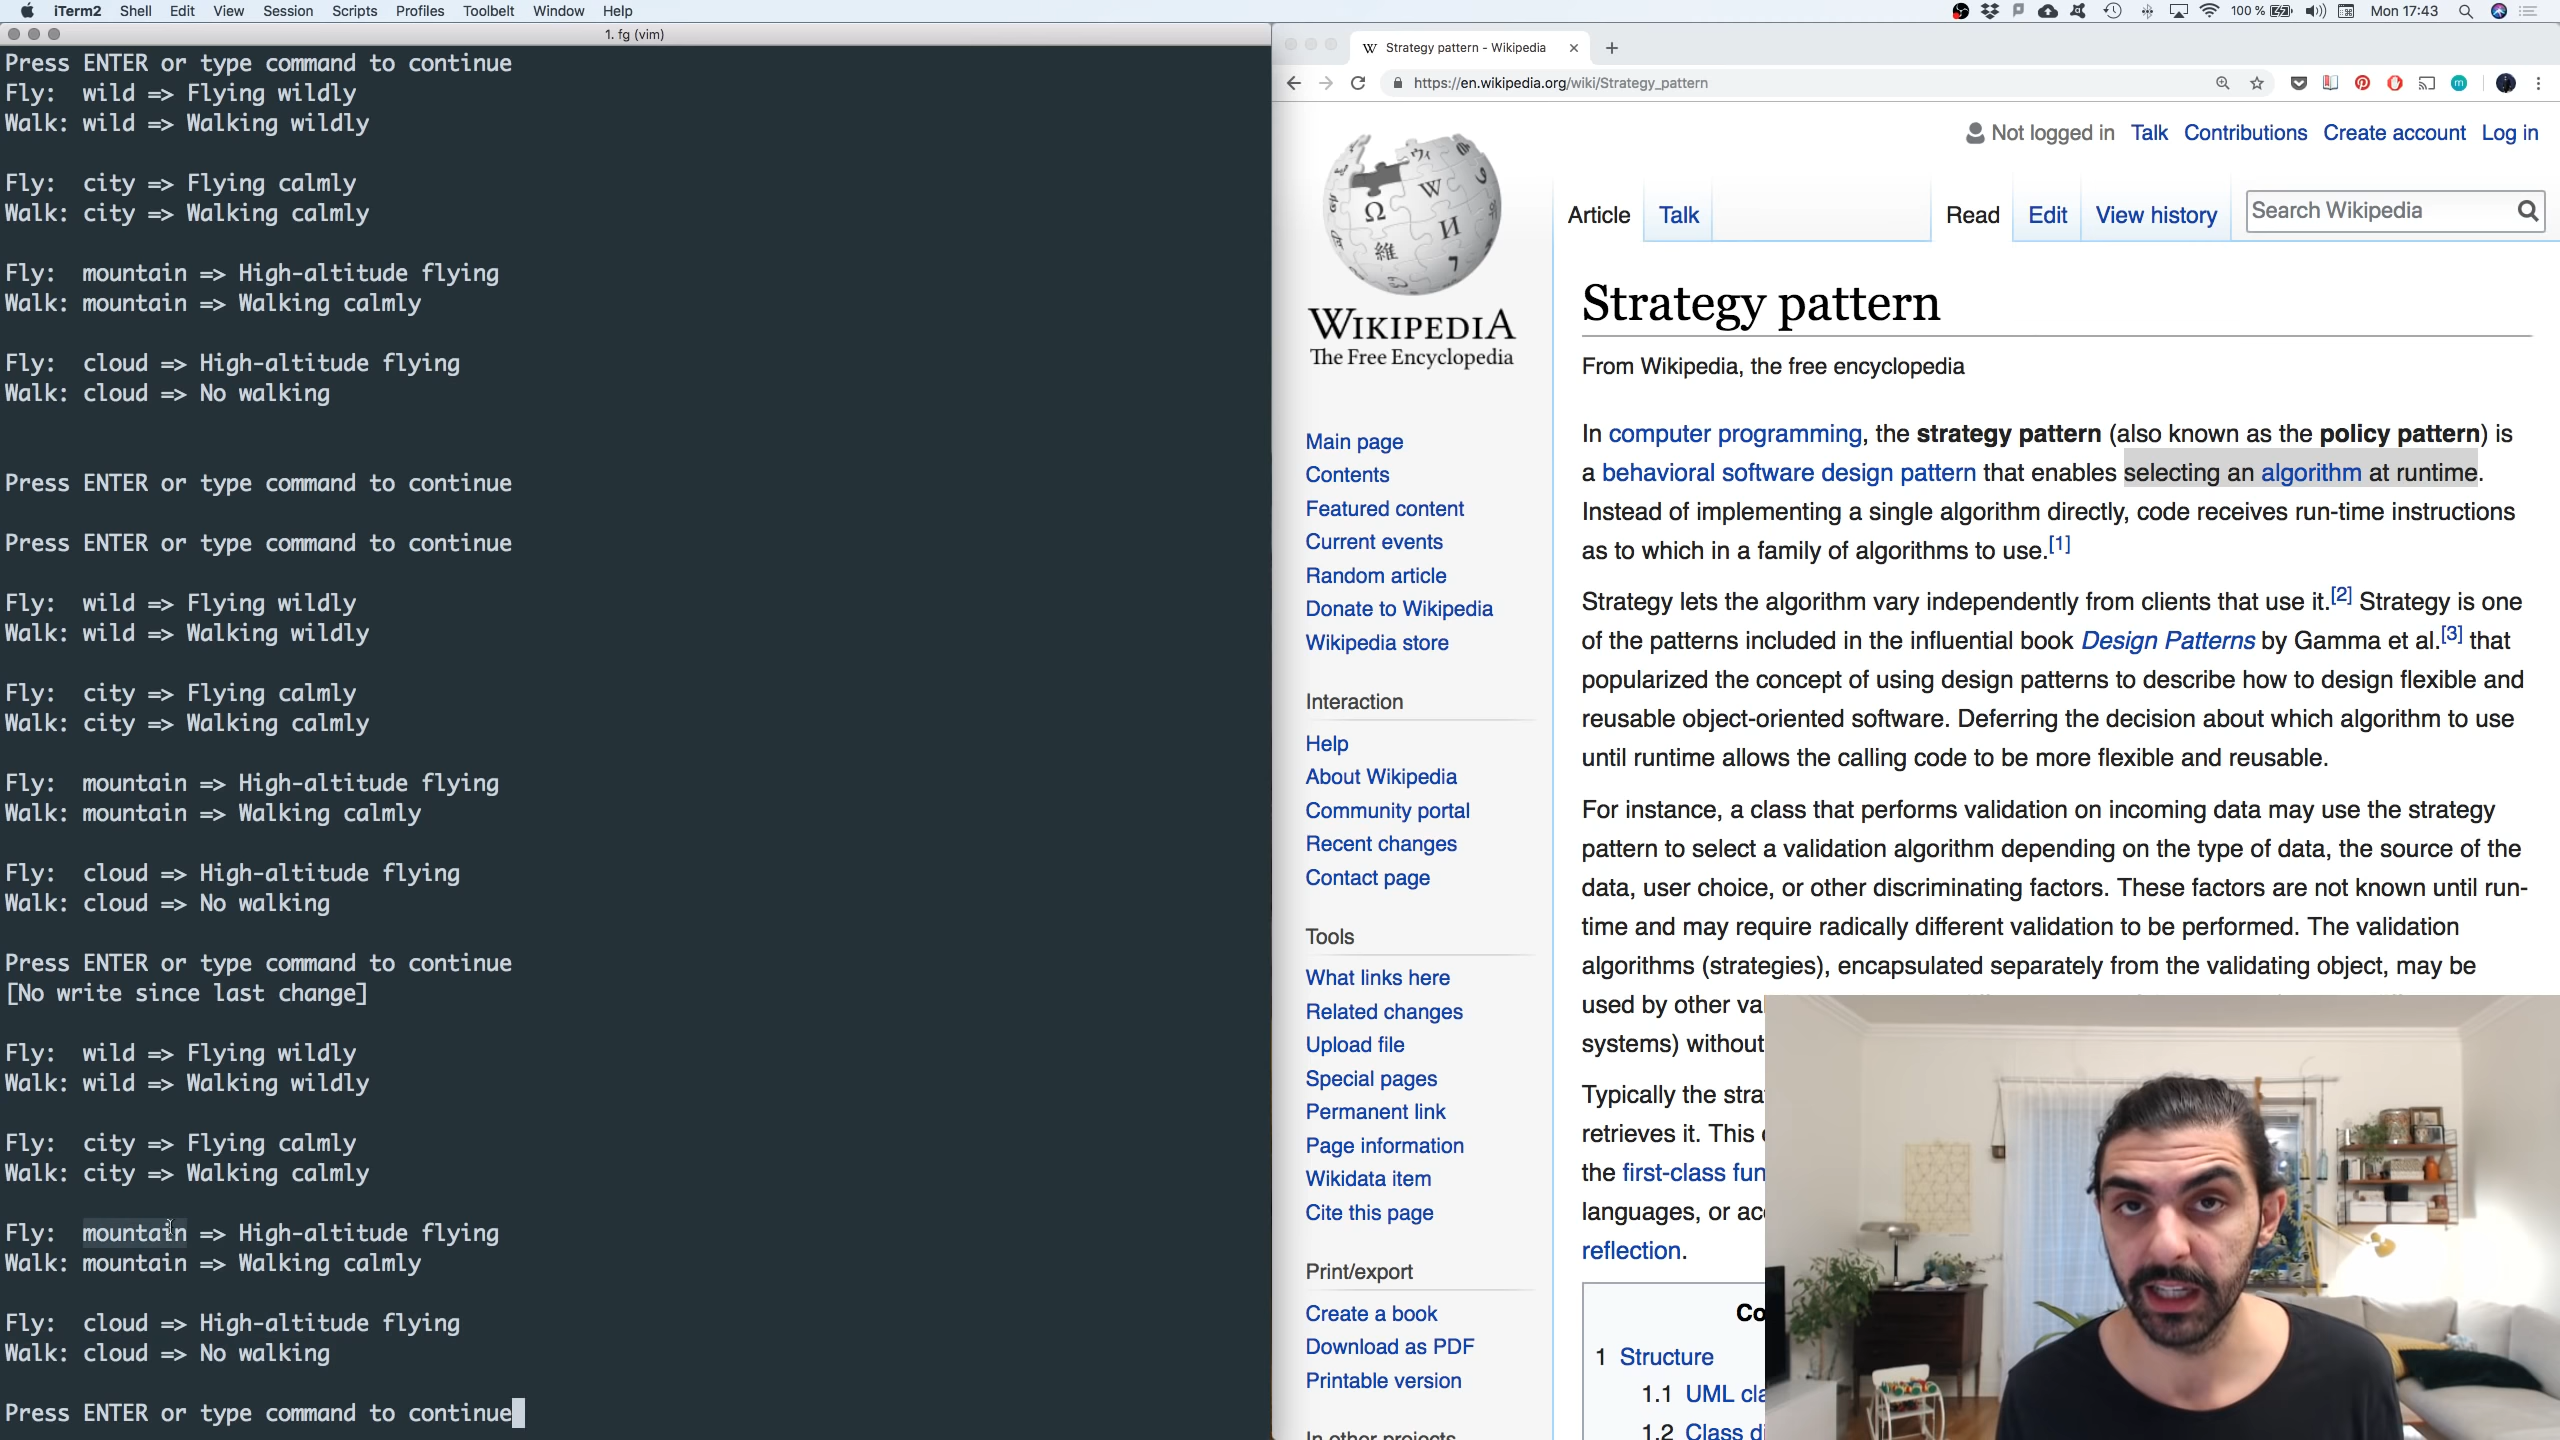 iTerm2 Shell Edit View Session Scripts Profiles Toolbelt Window Help
100 % Mon 17:43
1. fg (vim)
Press ENTER or type command to continue
Fly: wild => Flying wildly
Walk: wild => Walking wildly
Fly: city => Flying calmly
Walk: city => Walking calmly
Fly: mountain => High-altitude flying
Walk: mountain => Walking calmly
Fly: cloud => High-altitude flying
Walk: cloud => No walking
Press ENTER or type command to continue
Press ENTER or type command to continue
Fly: wild => Flying wildly
Walk: wild => Walking wildly
Fly: city => Flying calmly
Walk: city => Walking calmly
Fly: mountain => High-altitude flying
Walk: mountain => Walking calmly
Fly: cloud => High-altitude flying
Walk: cloud => No walking
Press ENTER or type command to continue
[No write since last change]
Fly: wild => Flying wildly
Walk: wild => Walking wildly
Fly: city => Flying calmly
Walk: city => Walking calmly
Fly: mountain => High-altitude flying
Walk: mountain => Walking calmly
Fly: cloud => High-altitude flying
Walk: cloud => No walking
Press ENTER or type command to continue
W Strategy pattern - Wikipedia
https://en.wikipedia.org/wiki/Strategy_pattern
Not logged in Talk Contributions Create account Log in
Article Talk Read Edit View history Search Wikipedia
WIKIPEDIA
The Free Encyclopedia
Main page
Contents
Featured content
Current events
Random article
Donate to Wikipedia
Wikipedia store
Interaction
Help
About Wikipedia
Community portal
Recent changes
Contact page
Tools
What links here
Related changes
Upload file
Special pages
Permanent link
Page information
Wikidata item
Cite this page
Print/export
Create a book
Download as PDF
Printable version
In other projects
Strategy pattern
From Wikipedia, the free encyclopedia
In computer programming, the strategy pattern (also known as the policy pattern) is
a behavioral software design pattern that enables selecting an algorithm at runtime.
Instead of implementing a single algorithm directly, code receives run-time instructions
as to which in a family of algorithms to use.[1]
Strategy lets the algorithm vary independently from clients that use it.[2] Strategy is one
of the patterns included in the influential book Design Patterns by Gamma et al.[3] that
popularized the concept of using design patterns to describe how to design flexible and
reusable object-oriented software. Deferring the decision about which algorithm to use
until runtime allows the calling code to be more flexible and reusable.
For instance, a class that performs validation on incoming data may use the strategy
pattern to select a validation algorithm depending on the type of data, the source of the
data, user choice, or other discriminating factors. These factors are not known until run-
time and may require radically different validation to be performed. The validation
algorithms (strategies), encapsulated separately from the validating object, may be
used by other va
systems) without
Typically the stra
retrieves it. This
the first-class fun
languages, or ac
reflection.
Co
1 Structure
1.1 UML cla
1.2 Class di